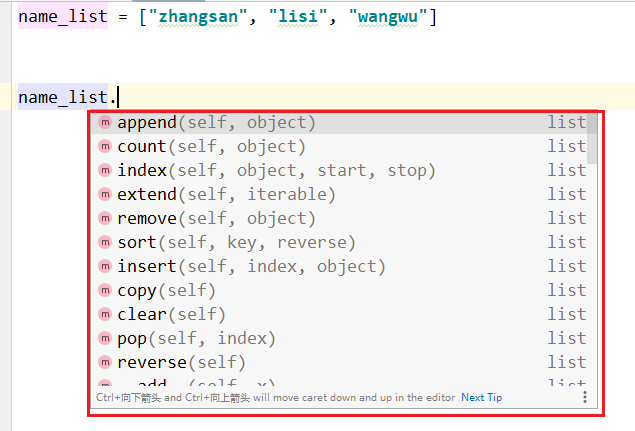 name_list = ["zhangsan", "lisi", "wangwu"]
name_list.
m append(self, object) list
m count(self, object) list
m index(self, object, start, stop) list
m extend(self, iterable) list
m remove(self, object) list
m sort(self, key, reverse) list
m insert(self, index, object) list
m copy(self) list
m clear(self) list
m pop(self, index) list
m reverse(self) list
m __add__(self, x) list
Ctrl+向下箭头 and Ctrl+向上箭头 will move caret down and up in the editor Next Tip